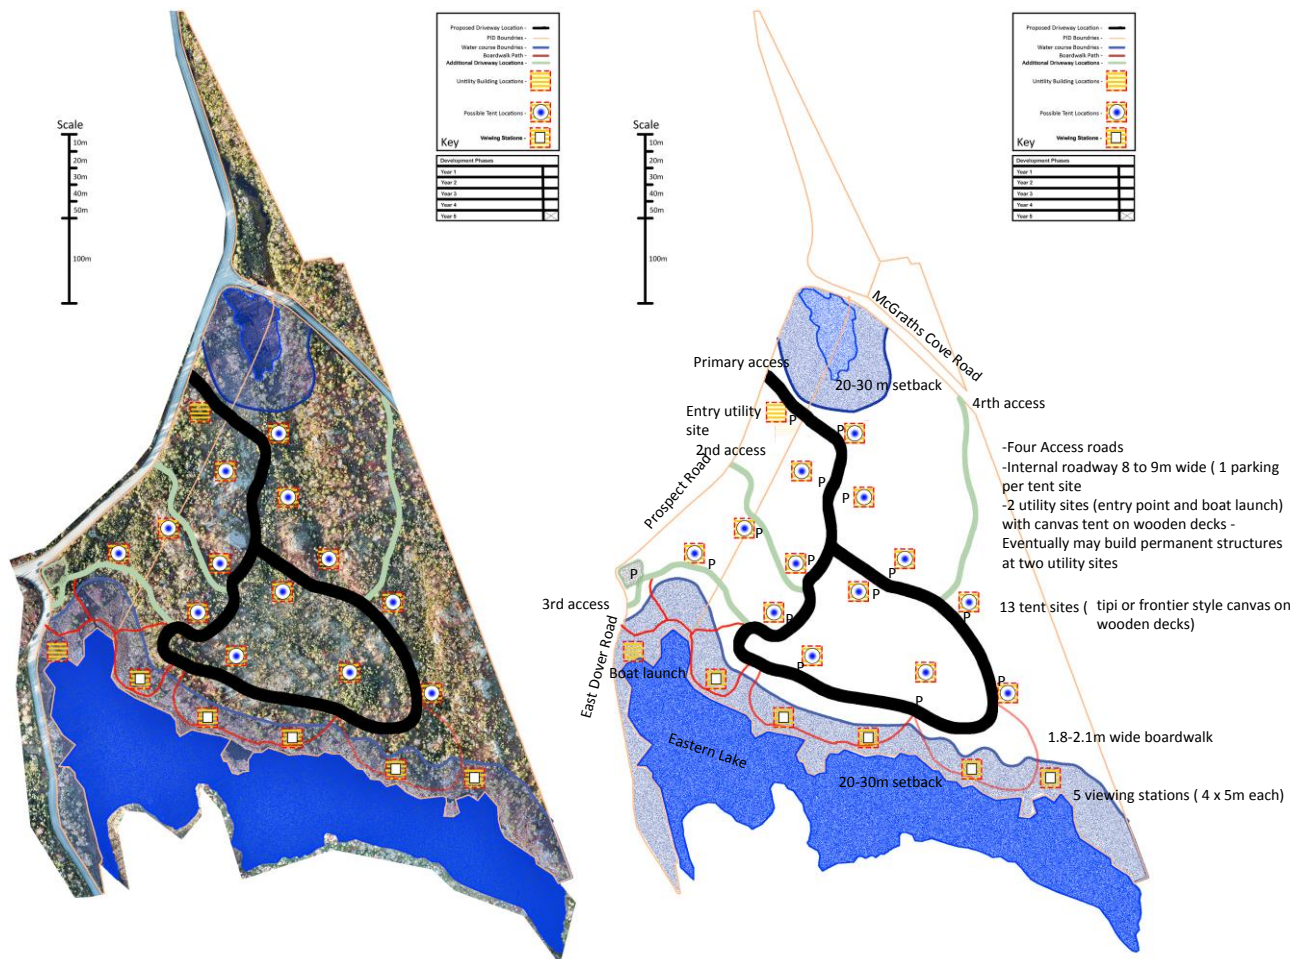 Proposed Driveway Location -
PID Boundries -
Water course Boundries -
Boardwalk Path -
Additional Driveway Locations -
Untility Building Locations -
Possible Tent Locations -
Veiwing Stations -
Key
Development Phases
Year 1
Year 2
Year 3
Year 4
Year 5
Scale
10m
20m
30m
40m
50m
100m
Proposed Driveway Location -
PID Boundries -
Water course Boundries -
Boardwalk Path -
Additional Driveway Locations -
Untility Building Locations -
Possible Tent Locations -
Veiwing Stations -
Key
Development Phases
Year 1
Year 2
Year 3
Year 4
Year 5
Scale
10m
20m
30m
40m
50m
100m
McGraths Cove Road
Primary access
20-30 m setback
4rth access
Entry utility
site
P
P
2nd access
Prospect Road
P
P
P
P
P
P
P
P
P
P
P
P
3rd access
East Dover Road
Boat launch
Eastern Lake
20-30m setback
-Four Access roads
-Internal roadway 8 to 9m wide ( 1 parking
per tent site
-2 utility sites (entry point and boat launch)
with canvas tent on wooden decks -
Eventually may build permanent structures
at two utility sites
13 tent sites ( tipi or frontier style canvas on
wooden decks)
1.8-2.1m wide boardwalk
5 viewing stations ( 4 x 5m each)